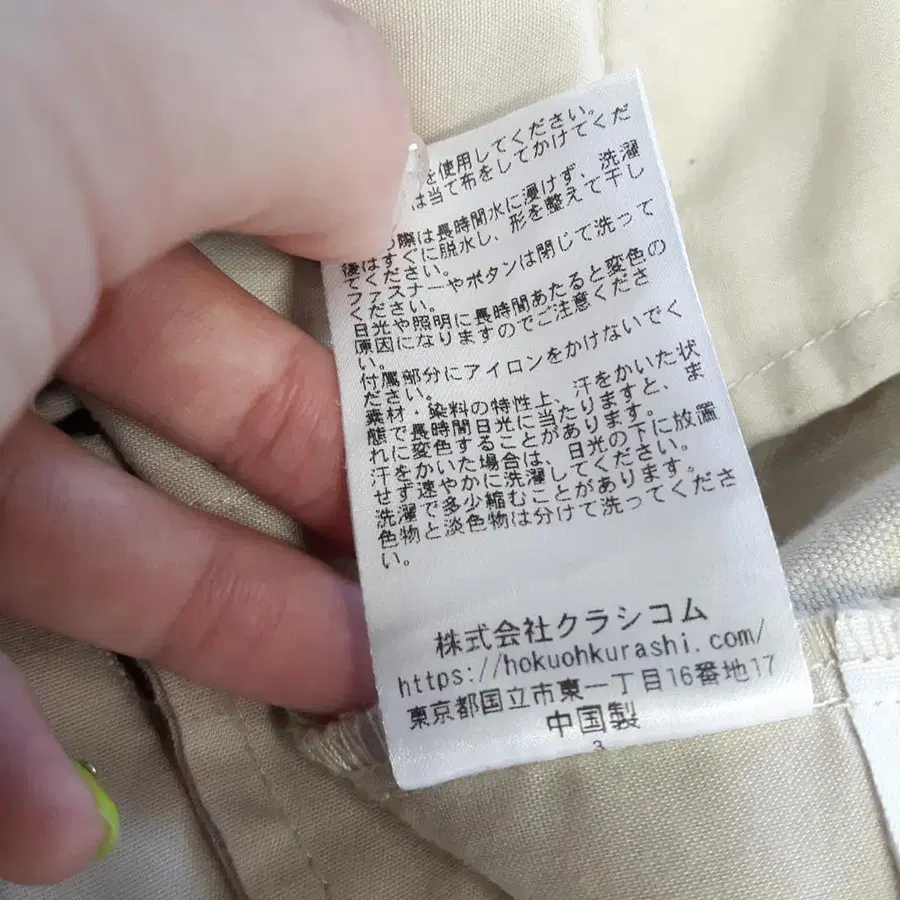 を使用してください。
は当て布をしてかけてくだ
際は長時間水に浸けず、洗濯
後はすぐに脱水し、形を整えて干し
てください。
ファスナーやボタンは閉じて洗って
ください。
日光や照明に長時間あたると変色の
原因になりますのでご注意くださ
い。
付属部分にアイロンをかけないでく
ださい。
素材・染料の特性上、汗をかいた状
態で長時間日光に当たりますと、ま
れに変色することがあります。
汗をかいた場合は、日光の下に放置
せず速やかに洗濯してください。
洗濯で多少縮むことがあります。
色物と淡色物は分けて洗ってくださ
い。
株式会社クラシコム
https://hokuohkurashi.com/
東京都国立市東一丁目16番地17
中国製
3